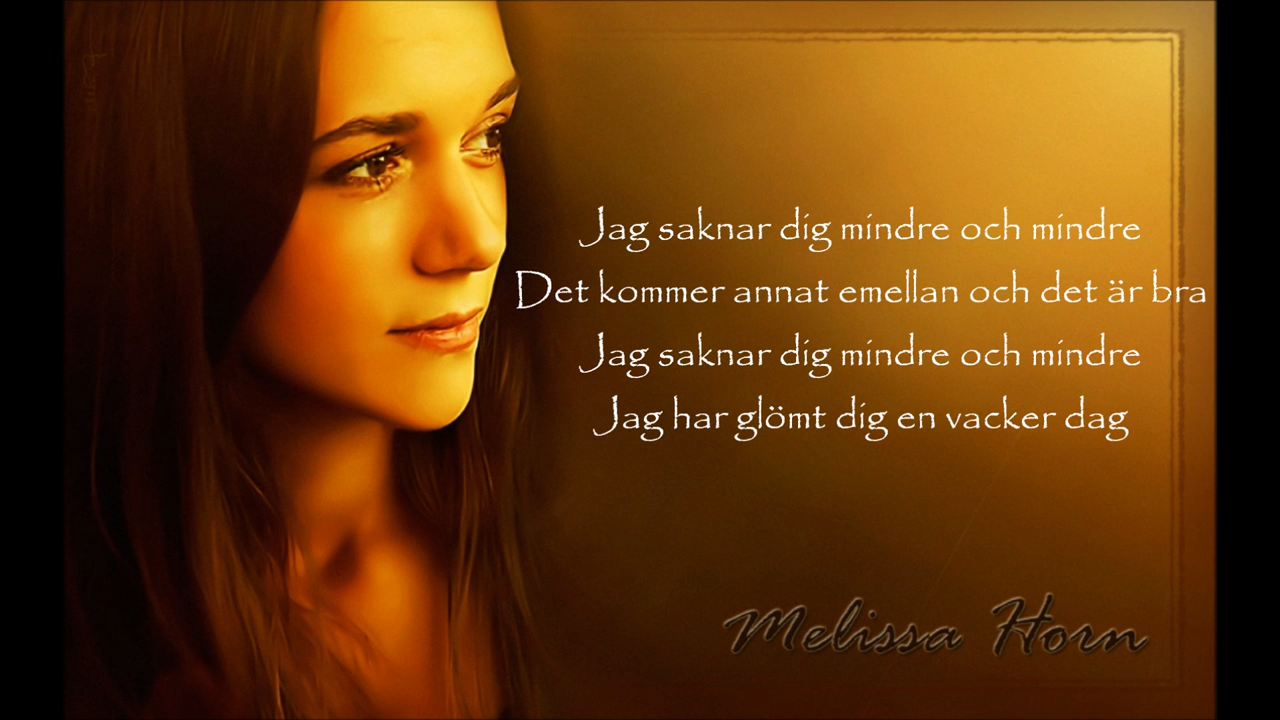 Jag saknar dig mindre och mindre
Det kommer annat emellan och det är bra
Jag saknar dig mindre och mindre
Jag har glömt dig en vacker dag
Melissa Horn